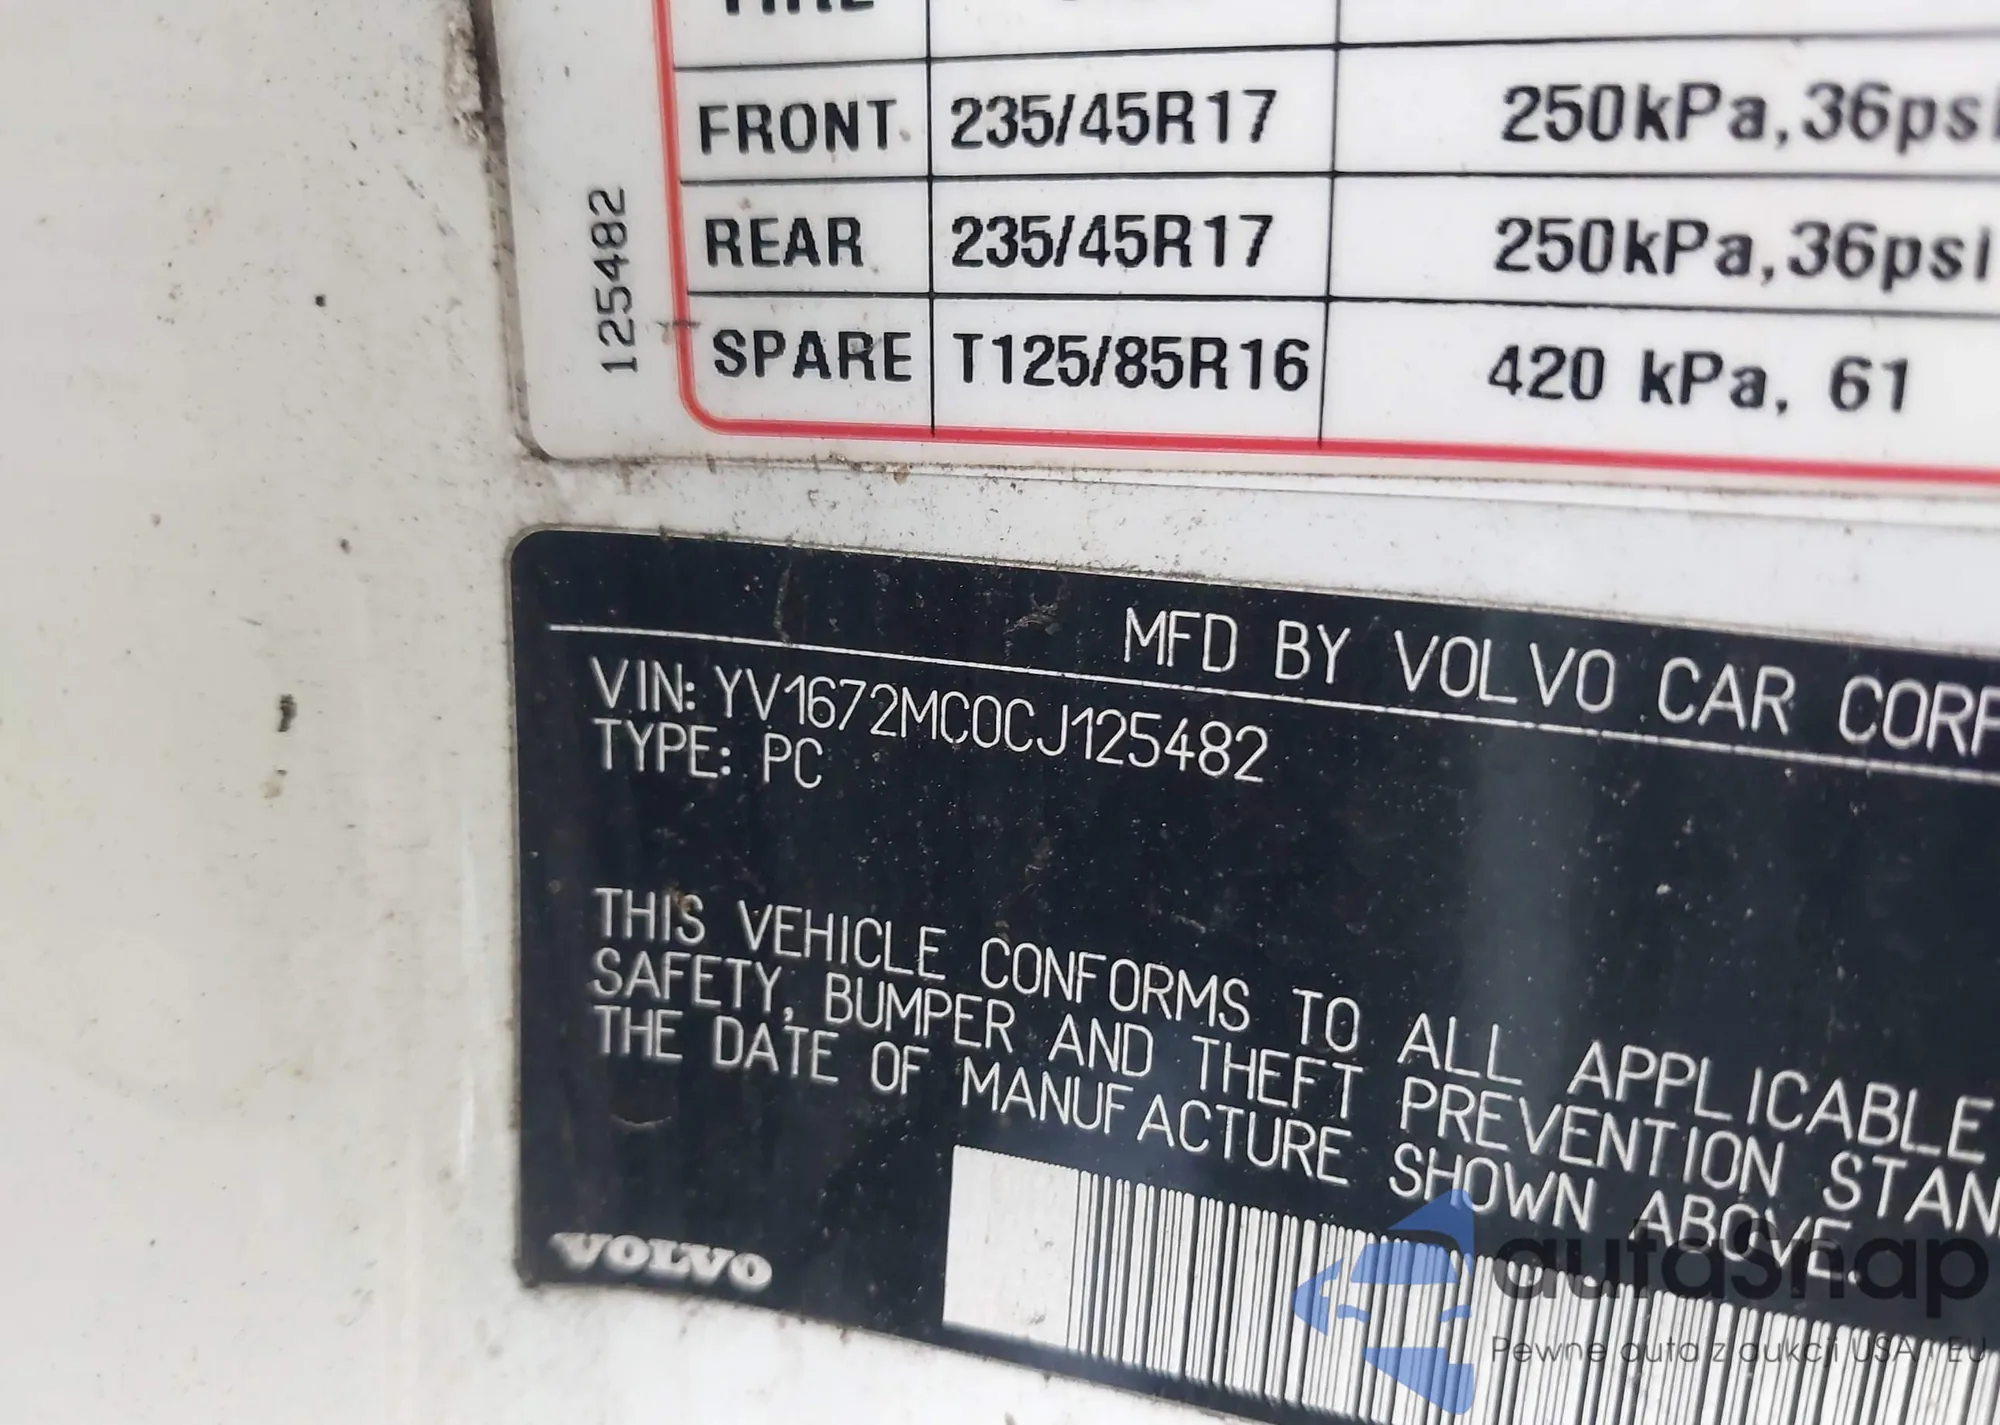 TIRE
FRONT 235/45R17 250kPa,36psi
REAR 235/45R17 250kPa,36psi
SPARE T125/85R16 420 kPa, 61
125482
MFD BY VOLVO CAR CORP
VIN: YV1672MC0CJ125482
TYPE: PC
THIS VEHICLE CONFORMS TO ALL APPLICABLE
SAFETY, BUMPER AND THEFT PREVENTION STAN
THE DATE OF MANUFACTURE SHOWN ABOVE.
VOLVO
autoSnap
Pewne auta z aukcji USA i EU